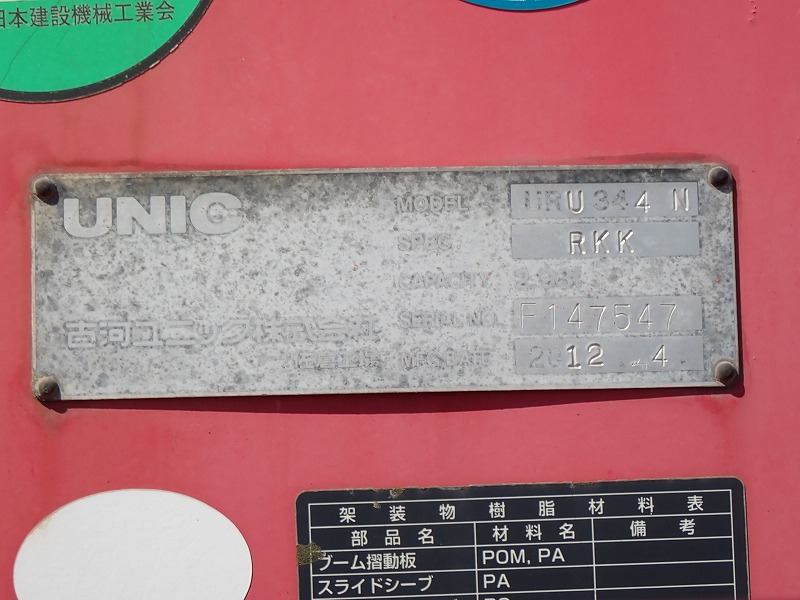 日本建設機械工業会
UNIC
MODEL URU344N
SPEC. RKK
CAPACITY
古河ユニック株式会社
SERIAL NO. F147547
MFG.DATE 2012.4
架装物樹脂材料表
部品名 材料名 備考
ブーム摺動板 POM, PA
スライドシーブ PA